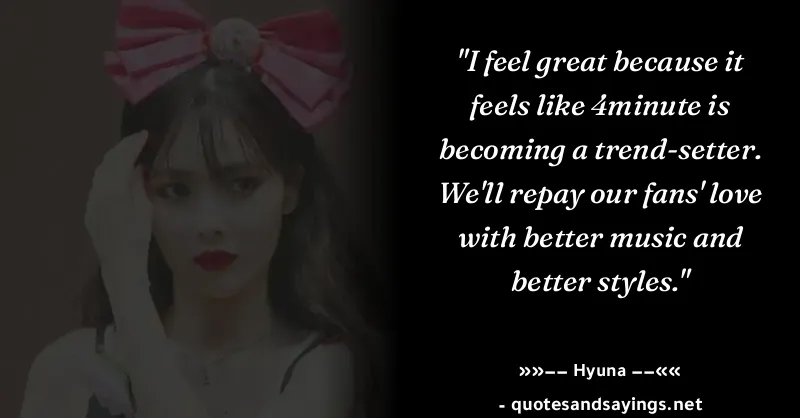 "I feel great because it
feels like 4minute is
becoming a trend-setter.
We'll repay our fans' love
with better music and
better styles."
»»−− Hyuna −−««
- quotesandsayings.net